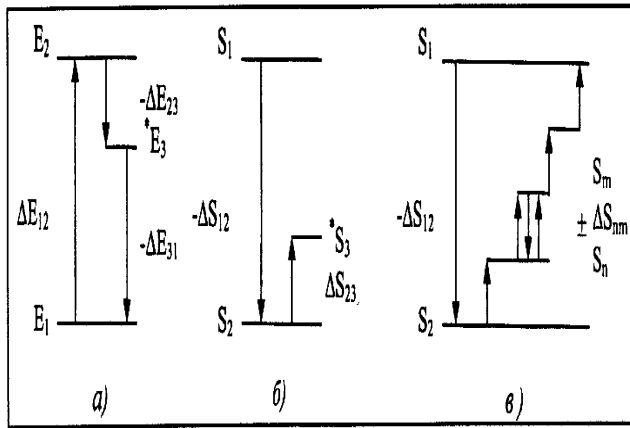 E₂
-ΔE₂₃
*E₃
ΔE₁₂
-ΔE₃₁
E₁
а)
S₁
-ΔS₁₂
*S₃
ΔS₂₃
S₂
б)
S₁
Sₘ
-ΔS₁₂
± ΔSₙₘ
Sₙ
S₂
в)